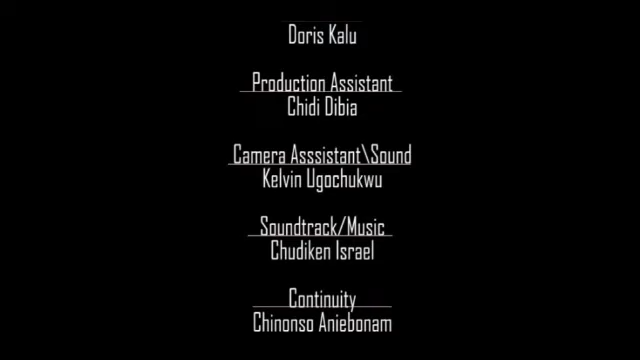 Doris Kalu
Production Assistant
Chidi Dibia
Camera Asssistant\Sound
Kelvin Ugochukwu
Soundtrack/Music
Chudiken Israel
Continuity
Chinonso Aniebonam